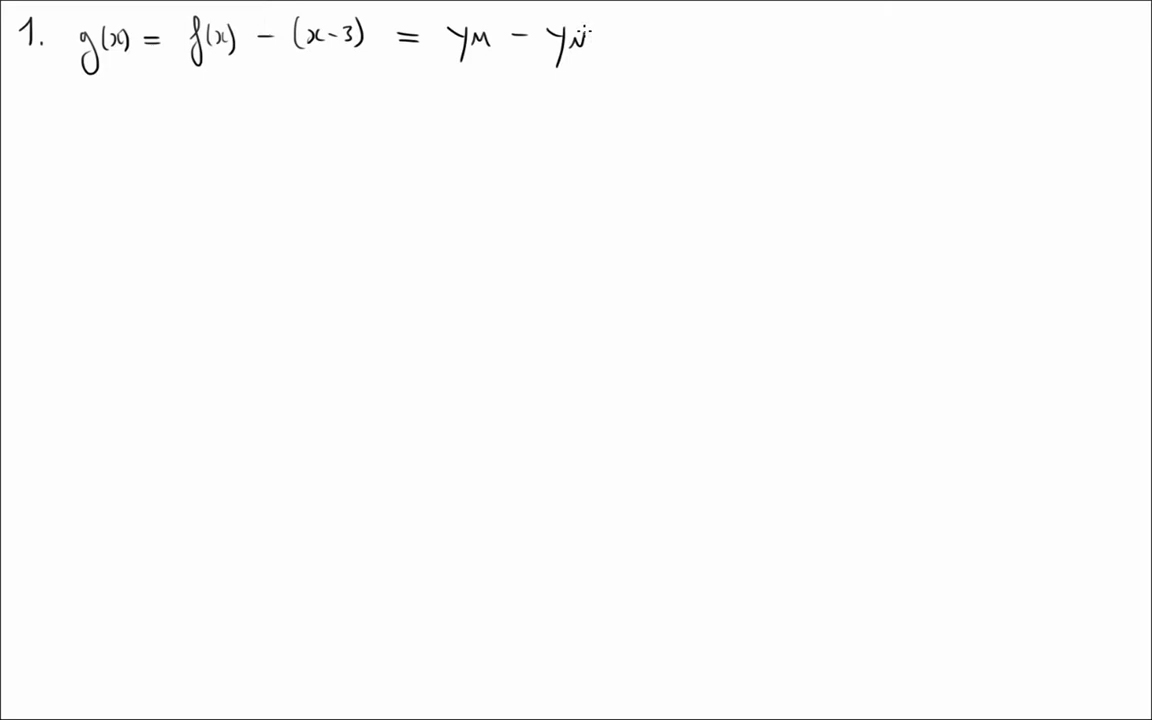 1. g(x) = f(x) - (x-3) = yM - yN